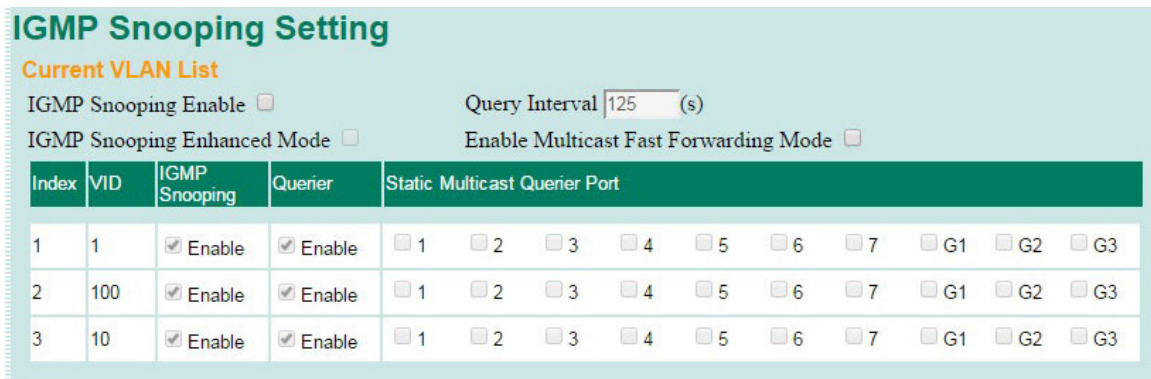 IGMP Snooping Setting
Current VLAN List
IGMP Snooping Enable Query Interval 125 (s)
IGMP Snooping Enhanced Mode Enable Multicast Fast Forwarding Mode
Index VID IGMP Snooping Querier Static Multicast Querier Port
1 1 Enable Enable 1 2 3 4 5 6 7 G1 G2 G3
2 100 Enable Enable 1 2 3 4 5 6 7 G1 G2 G3
3 10 Enable Enable 1 2 3 4 5 6 7 G1 G2 G3